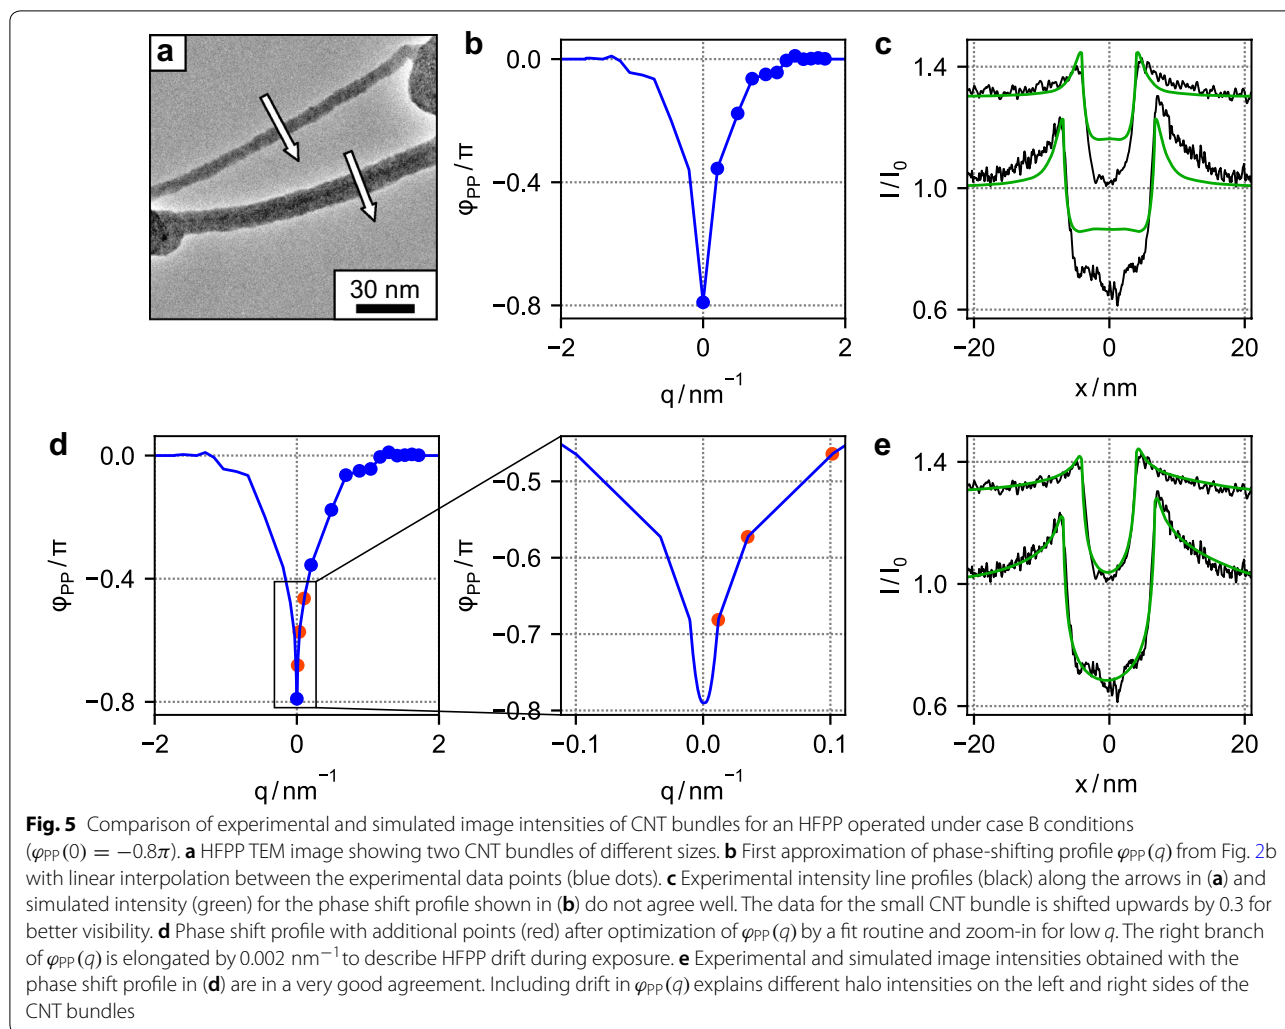 a
30 nm
b
0.0
−0.4
−0.8
φPP/π
−2
0
2
q/nm⁻¹
c
1.4
1.0
0.6
I/I₀
−20
0
20
x/nm
d
0.0
−0.4
−0.8
φPP/π
−2
0
2
q/nm⁻¹
−0.5
−0.6
−0.7
−0.8
φPP/π
−0.1
0.0
0.1
q/nm⁻¹
e
1.4
1.0
0.6
I/I₀
−20
0
20
x/nm
Fig. 5 Comparison of experimental and simulated image intensities of CNT bundles for an HFPP operated under case B conditions
(φPP(0) = −0.8π). a HFPP TEM image showing two CNT bundles of different sizes. b First approximation of phase-shifting profile φPP(q) from Fig. 2b
with linear interpolation between the experimental data points (blue dots). c Experimental intensity line profiles (black) along the arrows in (a) and
simulated intensity (green) for the phase shift profile shown in (b) do not agree well. The data for the small CNT bundle is shifted upwards by 0.3 for
better visibility. d Phase shift profile with additional points (red) after optimization of φPP(q) by a fit routine and zoom-in for low q. The right branch
of φPP(q) is elongated by 0.002 nm⁻¹ to describe HFPP drift during exposure. e Experimental and simulated image intensities obtained with the
phase shift profile in (d) are in a very good agreement. Including drift in φPP(q) explains different halo intensities on the left and right sides of the
CNT bundles